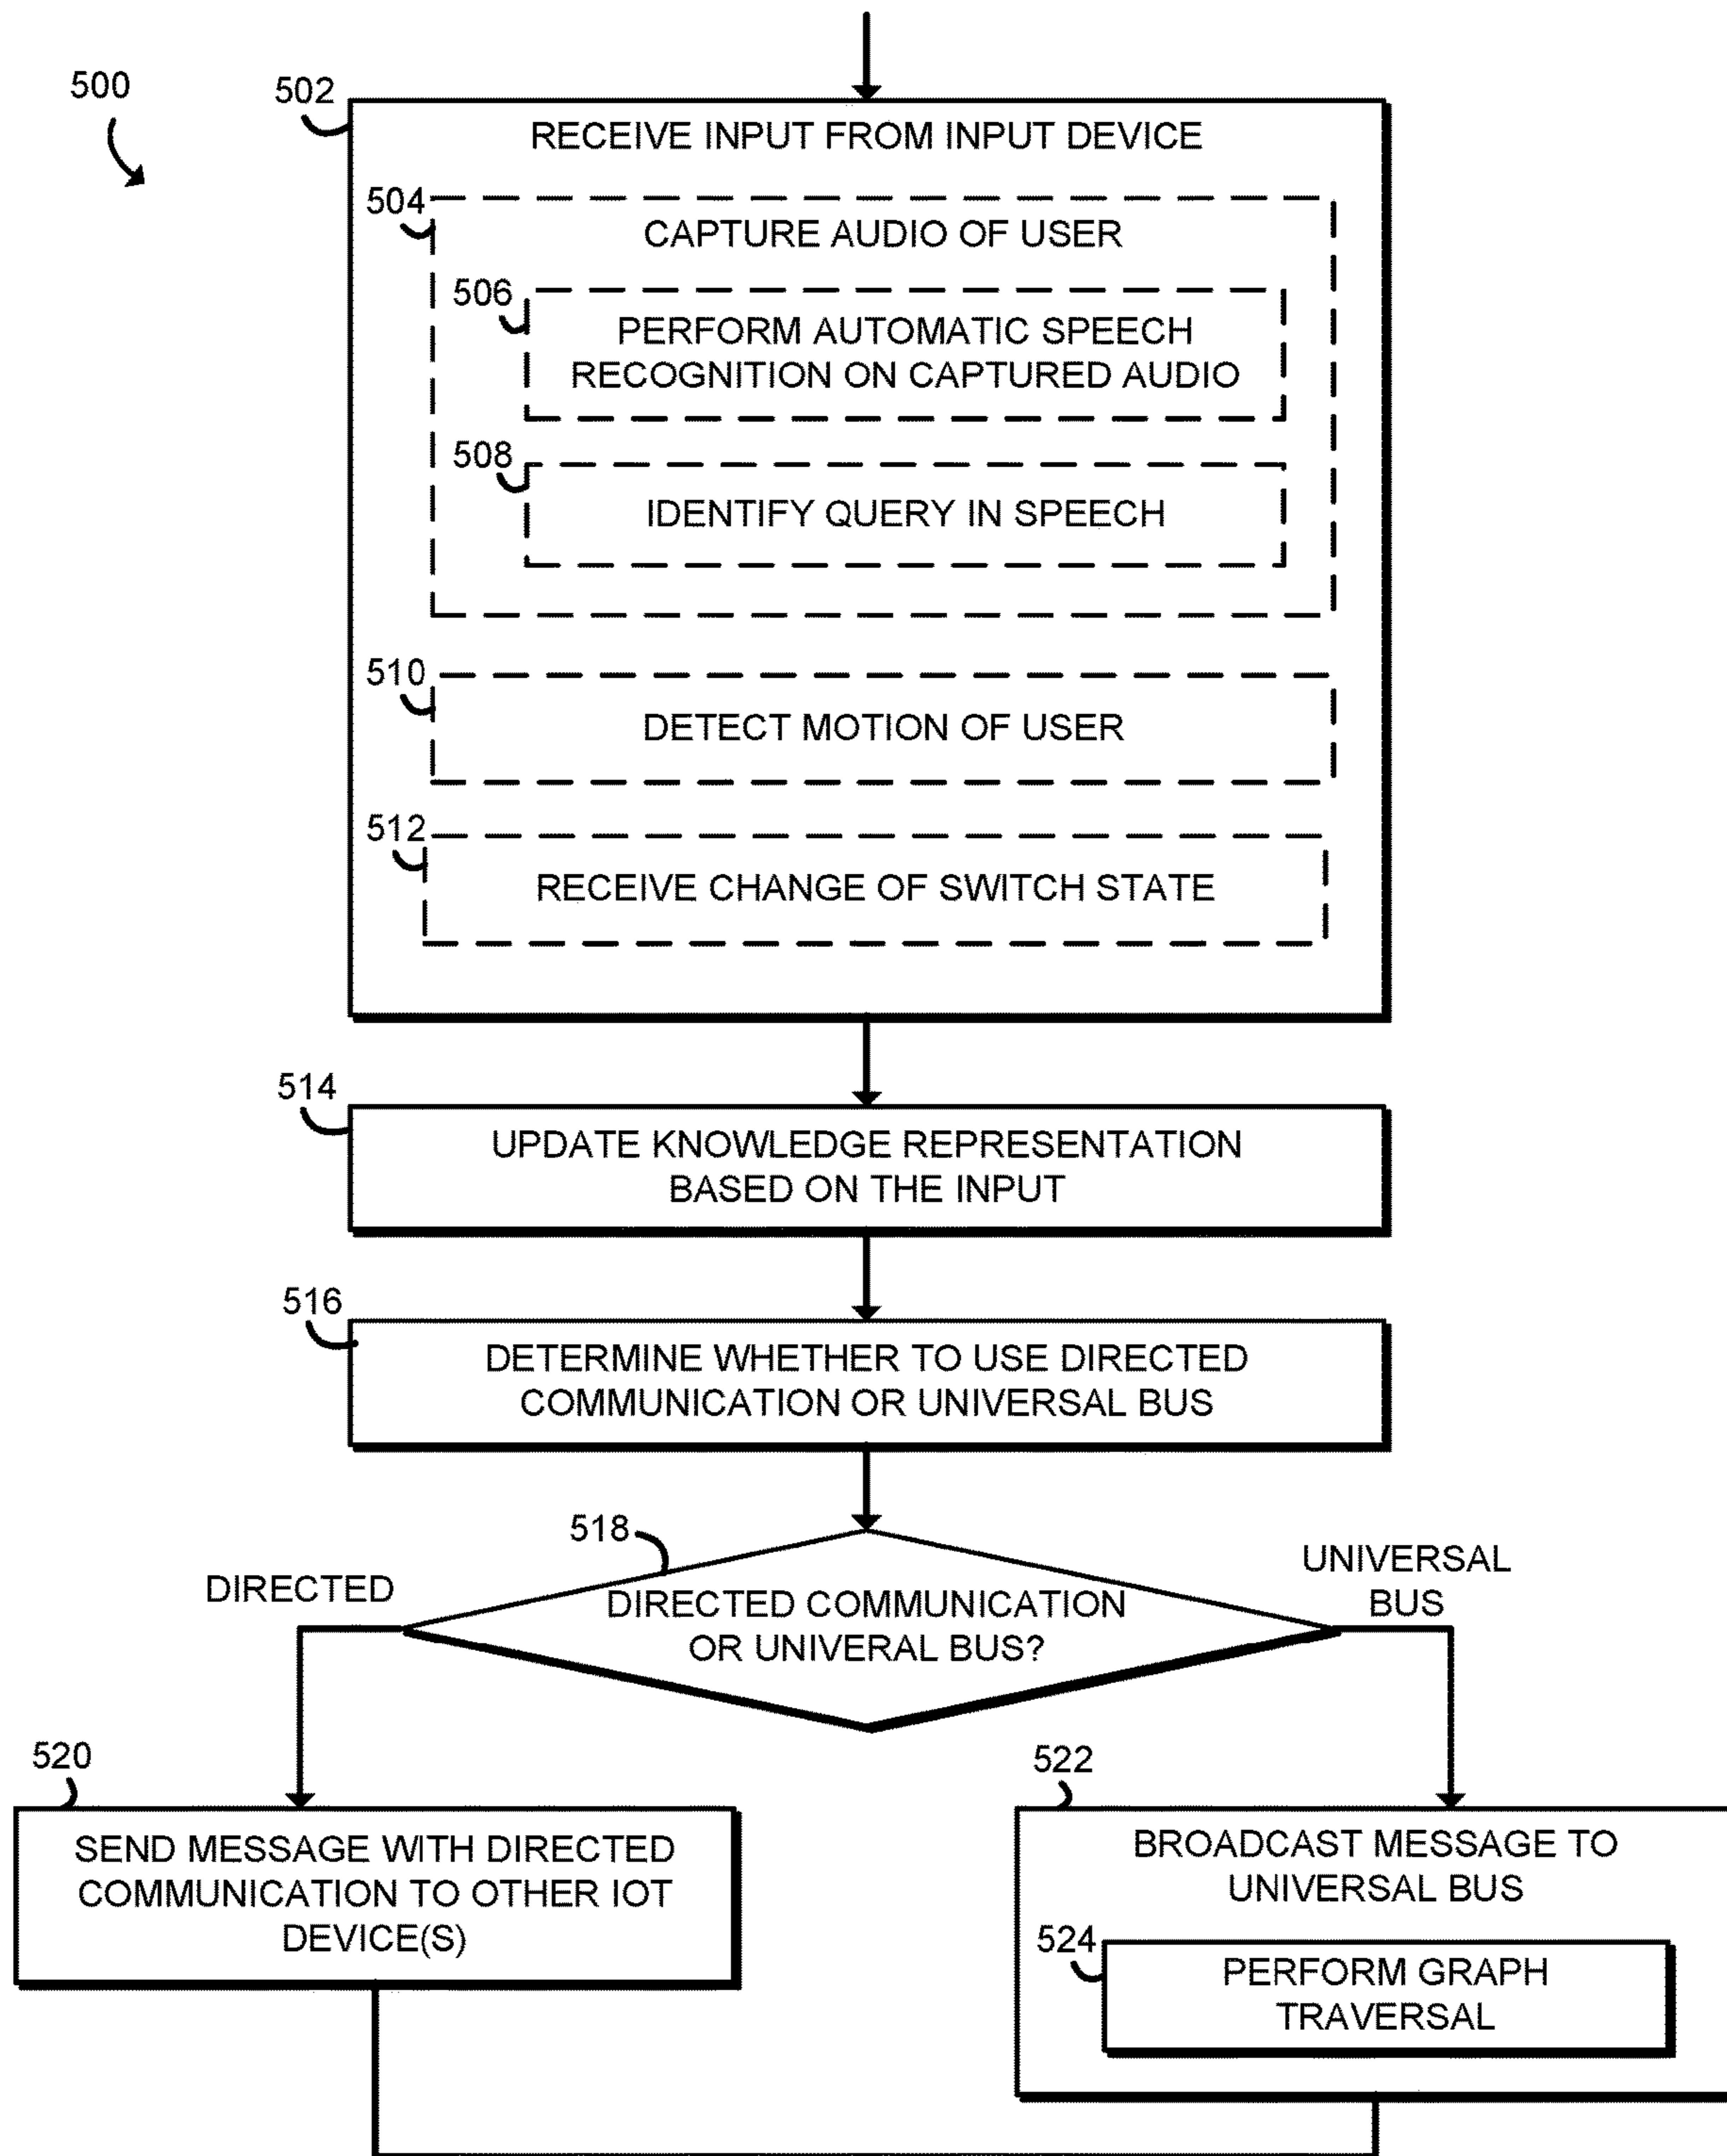 500
502
RECEIVE INPUT FROM INPUT DEVICE
504
CAPTURE AUDIO OF USER
506
PERFORM AUTOMATIC SPEECH
RECOGNITION ON CAPTURED AUDIO
508
IDENTIFY QUERY IN SPEECH
510
DETECT MOTION OF USER
512
RECEIVE CHANGE OF SWITCH STATE
514
UPDATE KNOWLEDGE REPRESENTATION
BASED ON THE INPUT
516
DETERMINE WHETHER TO USE DIRECTED
COMMUNICATION OR UNIVERSAL BUS
518
DIRECTED COMMUNICATION
OR UNIVERAL BUS?
DIRECTED
UNIVERSAL
BUS
520
SEND MESSAGE WITH DIRECTED
COMMUNICATION TO OTHER IOT
DEVICE(S)
522
BROADCAST MESSAGE TO
UNIVERSAL BUS
524
PERFORM GRAPH
TRAVERSAL